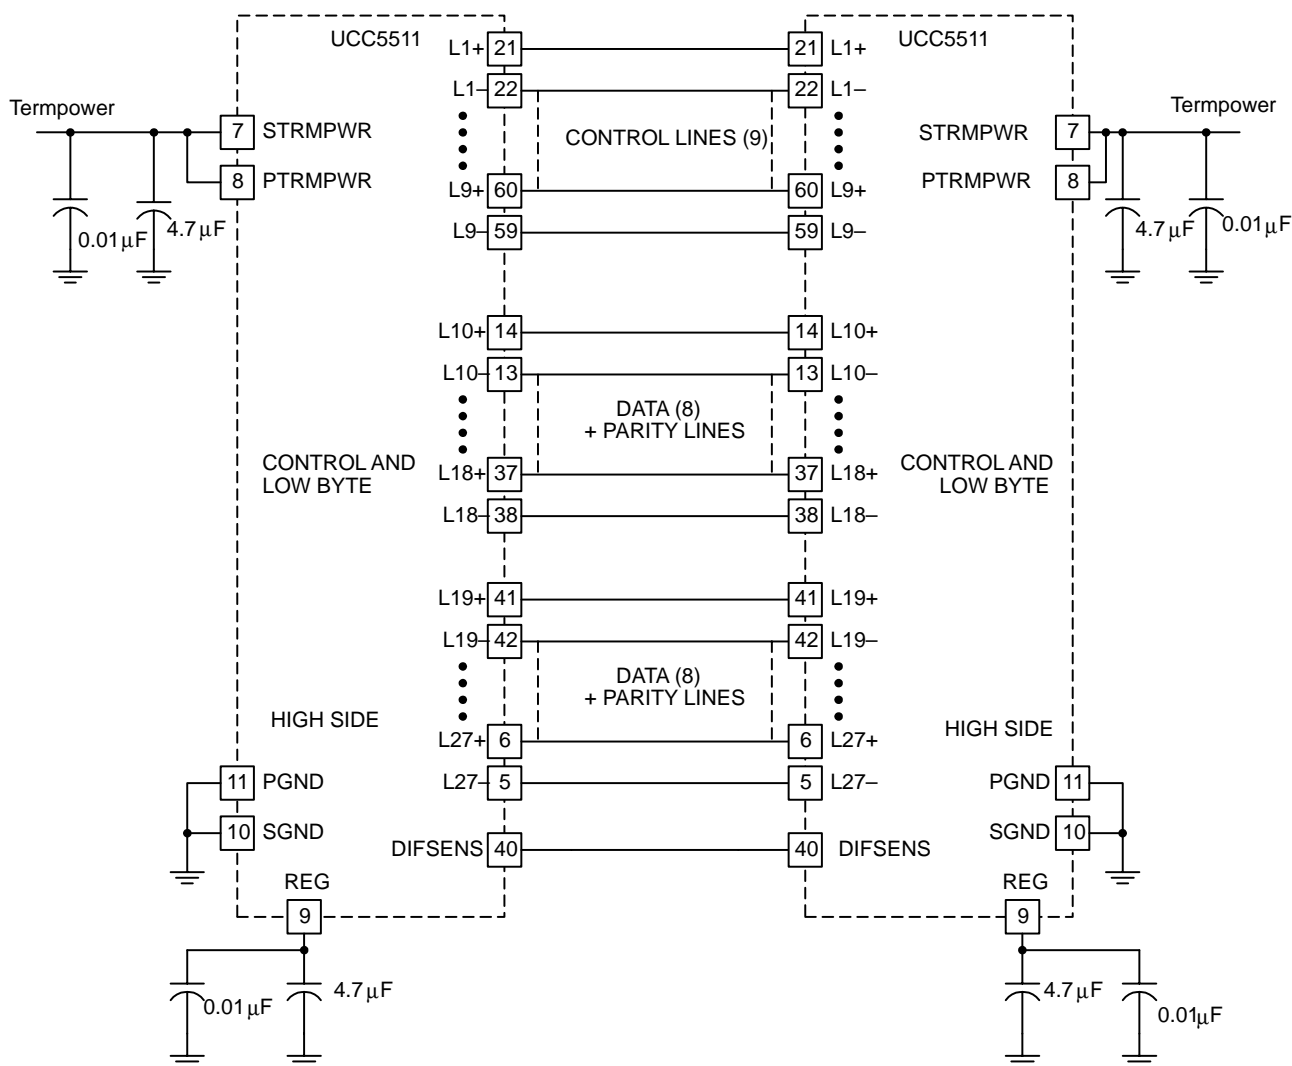 UCC5511
UCC5511
L1+ 21
21 L1+
L1– 22
22 L1–
Termpower
Termpower
7 STRMPWR
CONTROL LINES (9)
STRMPWR 7
8 PTRMPWR
PTRMPWR 8
L9+ 60
60 L9+
0.01µF
4.7µF
L9– 59
59 L9–
4.7µF
0.01µF
L10+ 14
14 L10+
L10– 13
13 L10–
DATA (8)
+ PARITY LINES
CONTROL AND
LOW BYTE
L18+ 37
37 L18+
CONTROL AND
LOW BYTE
L18– 38
38 L18–
L19+ 41
41 L19+
L19– 42
42 L19–
DATA (8)
+ PARITY LINES
HIGH SIDE
HIGH SIDE
L27+ 6
6 L27+
11 PGND
L27– 5
5 L27–
PGND 11
10 SGND
SGND 10
DIFSENS 40
40 DIFSENS
REG
REG
9
9
0.01µF
4.7µF
4.7µF
0.01µF